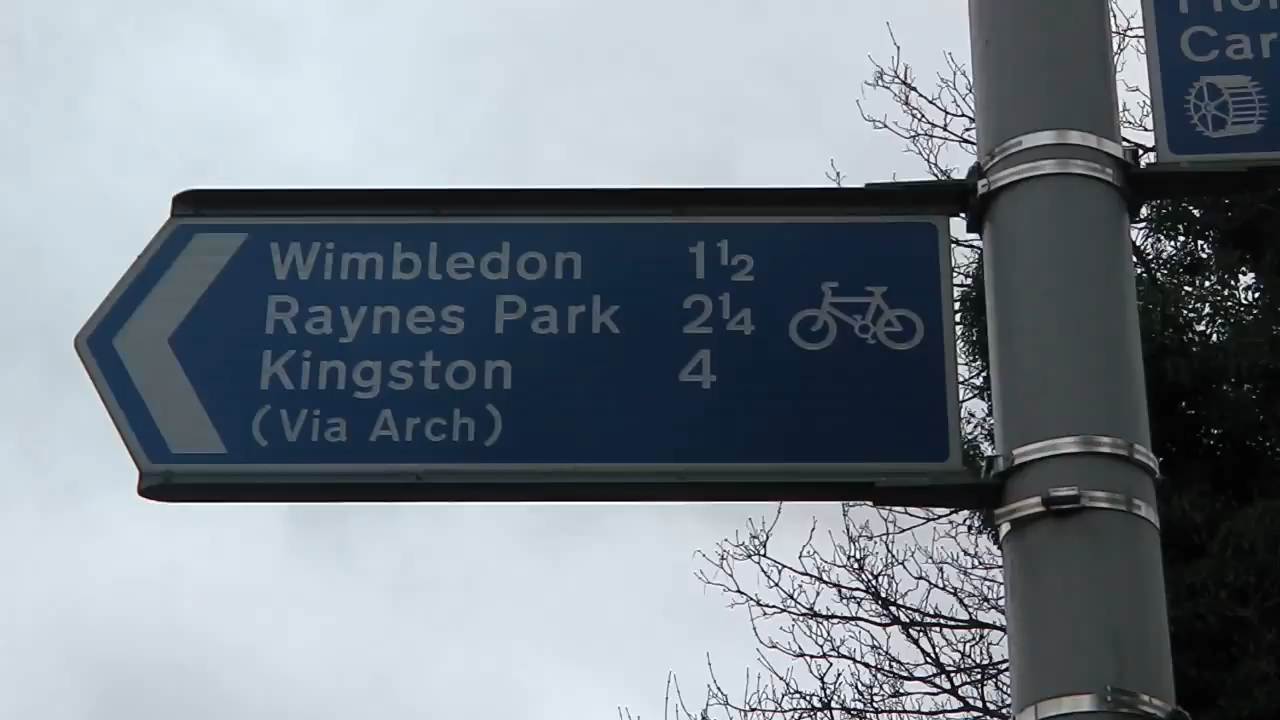 Wimbledon 1½
Raynes Park 2¼
Kingston 4
(Via Arch)
Car